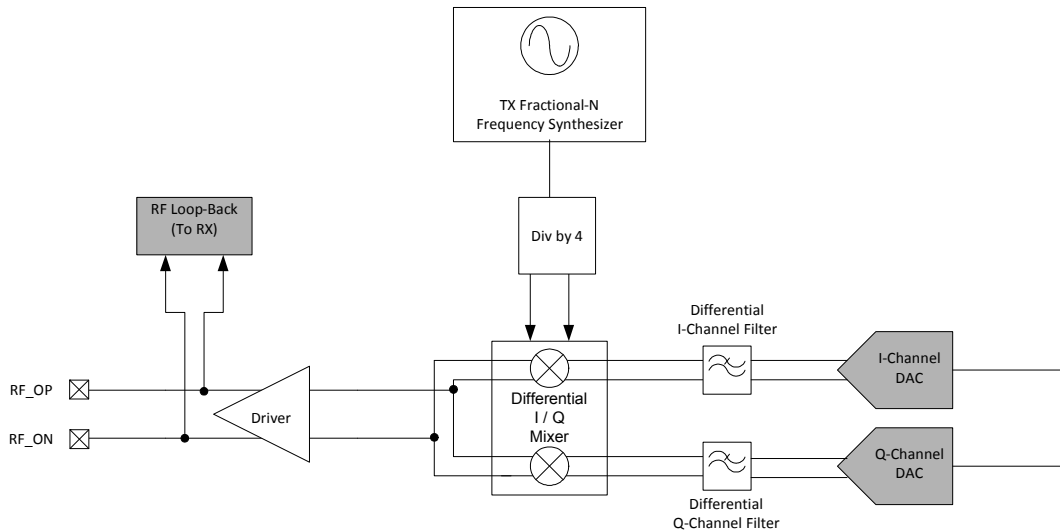 TX Fractional-N
Frequency Synthesizer
RF Loop-Back
(To RX)
Div by 4
Differential
I-Channel Filter
I-Channel
DAC
RF_OP
Driver
Differential
I / Q
Mixer
RF_ON
Q-Channel
DAC
Differential
Q-Channel Filter